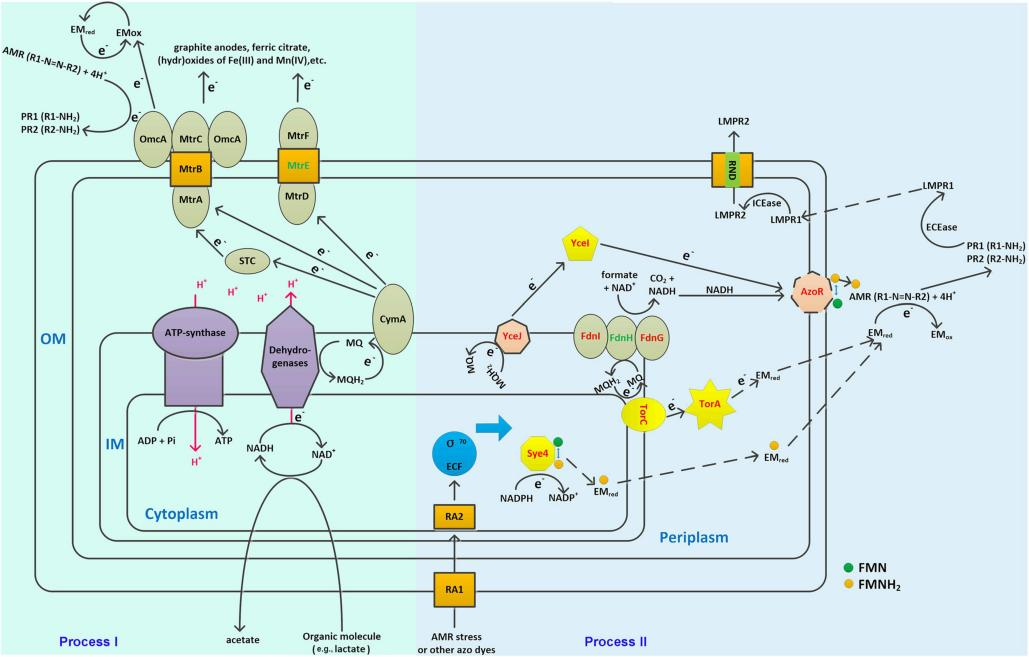 EMred
EMox
e-
e-
AMR (R1-N=N-R2) + 4H+
graphite anodes, ferric citrate,
(hydr)oxides of Fe(III) and Mn(IV),etc.
e-
e-
e-
PR1 (R1-NH2)
PR2 (R2-NH2)
OmcA
MtrC
OmcA
MtrF
MtrB
MtrE
MtrA
MtrD
STC
e-
e-
e-
e-
CymA
OM
H+
H+
H+
H+
ATP-synthase
Dehydro-
genases
MQ
e-
MQH2
IM
ADP + Pi
ATP
H+
e-
NADH
NAD+
Cytoplasm
acetate
Organic molecule
(e.g., lactate)
Process I
LMPR2
RND
LMPR2
ICEase
LMPR1
LMPR1
ECEase
PR1 (R1-NH2)
PR2 (R2-NH2)
YceI
e-
e-
formate
+ NAD+
CO2 +
NADH
NADH
AzoR
AMR (R1-N=N-R2) + 4H+
e-
EMred
EMox
YceJ
e-
MQ
MQH2
FdnI
FdnH
FdnG
MQH2
MQ
e-
TorC
e-
TorA
e-
EMred
σ 70
ECF
Sye4
NADPH
e-
NADP+
EMred
EMred
RA2
Periplasm
RA1
AMR stress
or other azo dyes
Process II
FMN
FMNH2